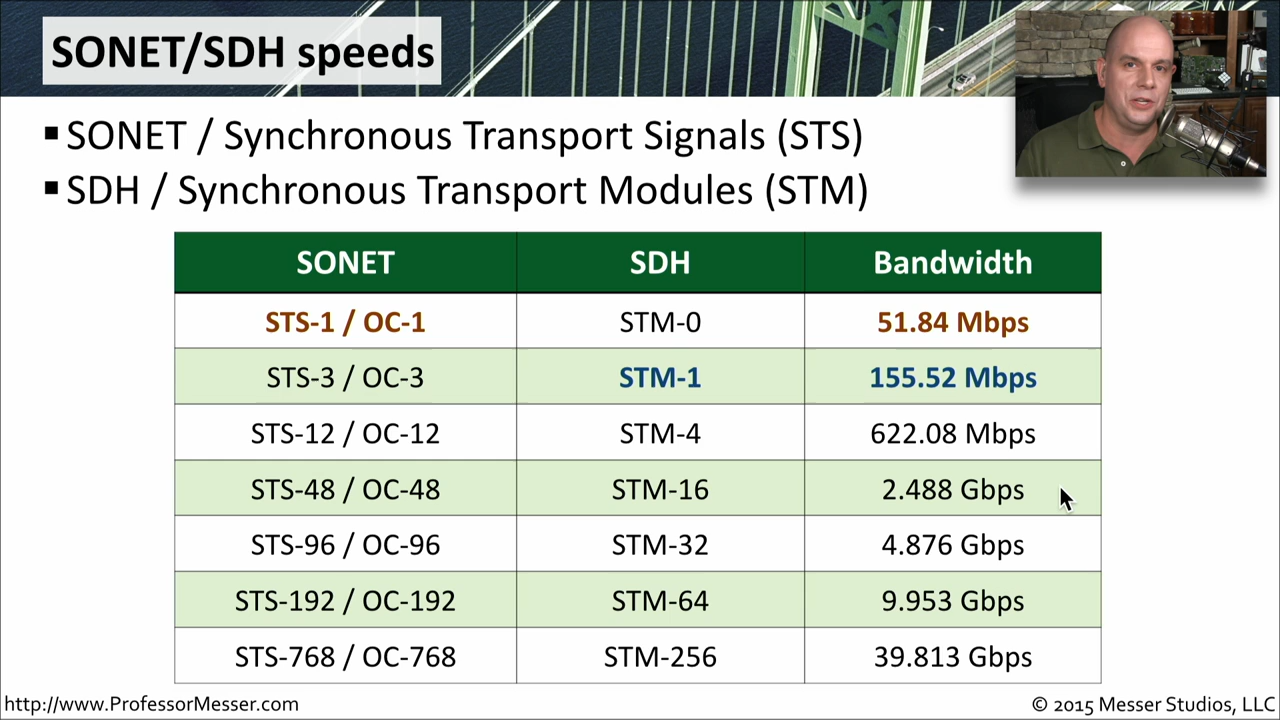 SONET/SDH speeds
▪ SONET / Synchronous Transport Signals (STS)
▪ SDH / Synchronous Transport Modules (STM)
SONET SDH Bandwidth
STS-1 / OC-1 STM-0 51.84 Mbps
STS-3 / OC-3 STM-1 155.52 Mbps
STS-12 / OC-12 STM-4 622.08 Mbps
STS-48 / OC-48 STM-16 2.488 Gbps
STS-96 / OC-96 STM-32 4.876 Gbps
STS-192 / OC-192 STM-64 9.953 Gbps
STS-768 / OC-768 STM-256 39.813 Gbps
http://www.ProfessorMesser.com © 2015 Messer Studios, LLC